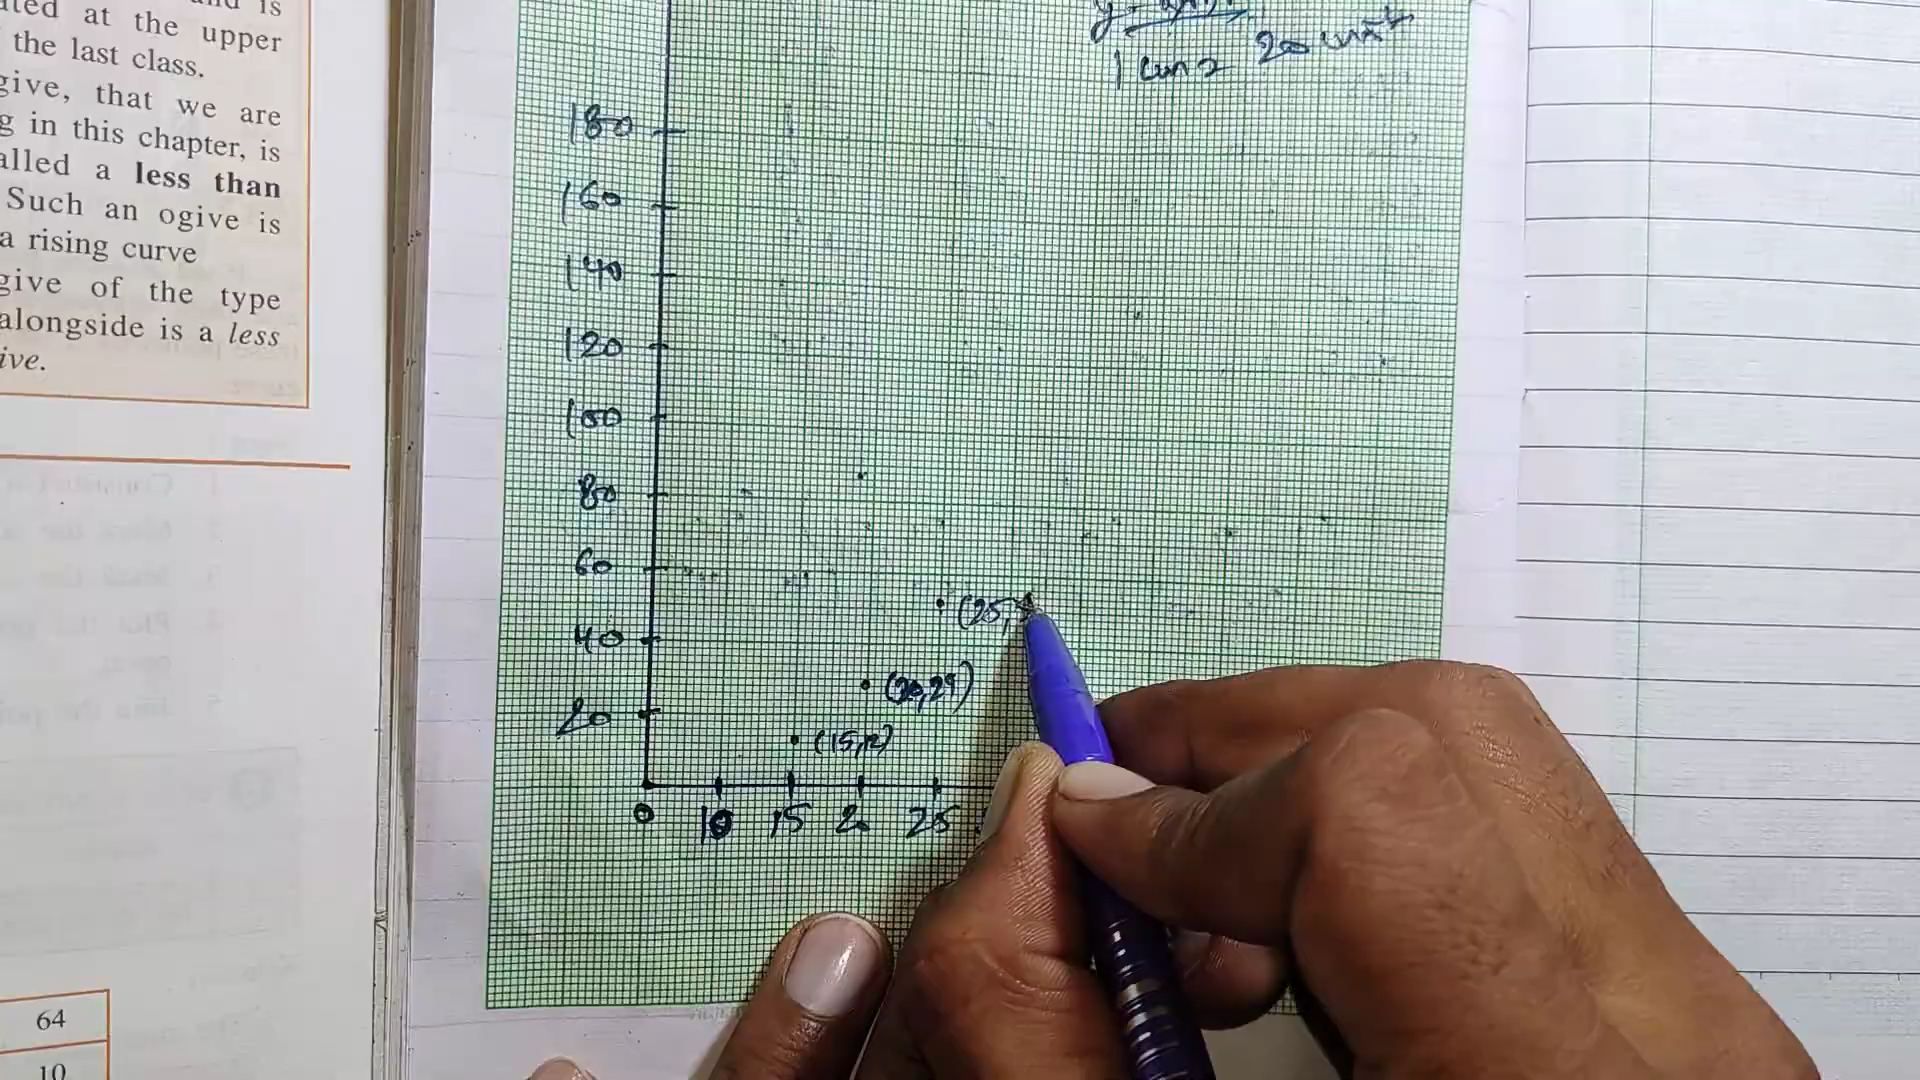 is
at the upper
the last class.
give, that we are
g in this chapter, is
alled a less than
Such an ogive is
a rising curve
give of the type
alongside is a less
ive.
64
10
1 cm = 20 units
180
160
140
120
100
80
60
40
20
(25,
(20,29)
(15,12)
0 10 15 20 25